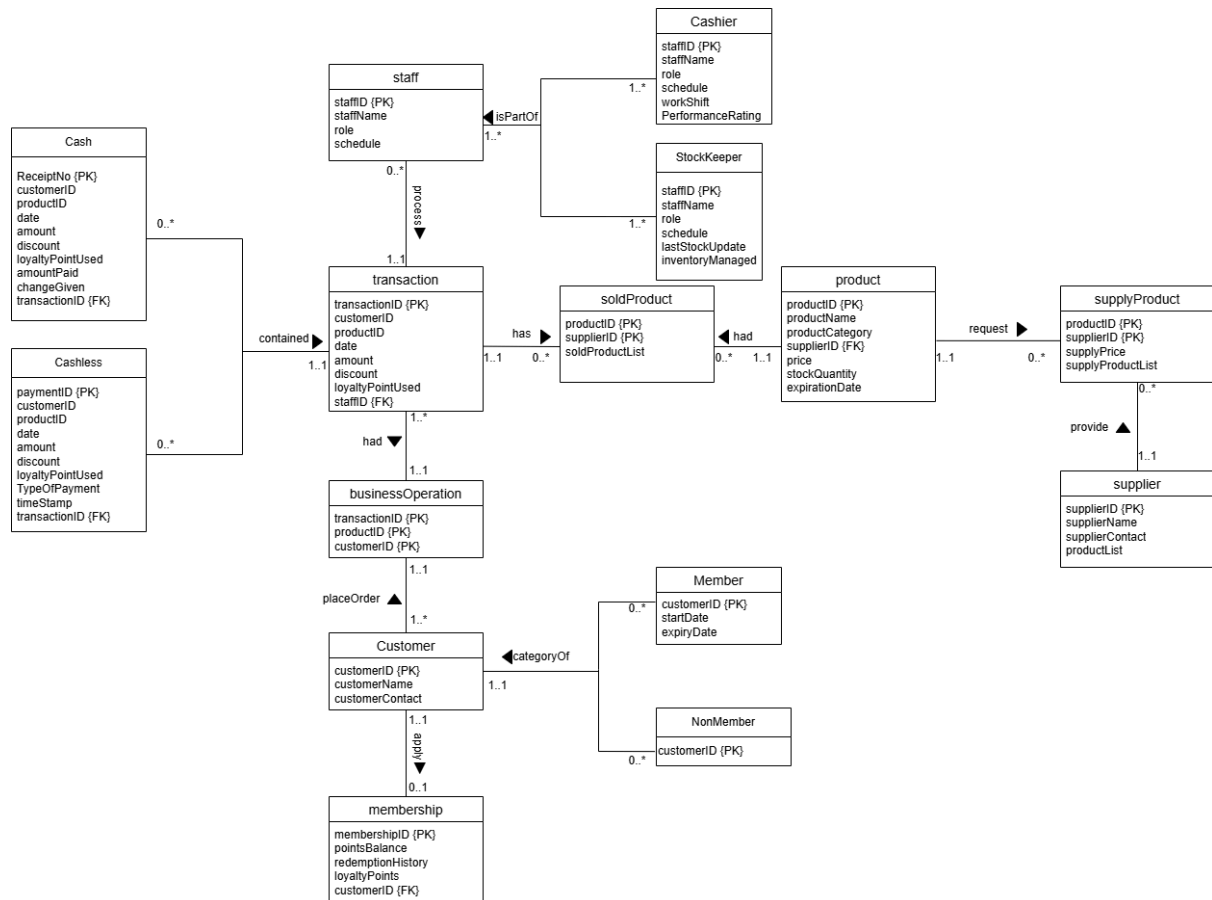 Cashier
staffID {PK}
staffName
role
schedule
workShift
PerformanceRating
1..*
staff
staffID {PK}
staffName
role
schedule
isPartOf
1..*
0..*
process
1..1
StockKeeper
staffID {PK}
staffName
role
schedule
lastStockUpdate
inventoryManaged
1..*
Cash
ReceiptNo {PK}
customerID
productID
date
amount
discount
loyaltyPointUsed
amountPaid
changeGiven
transactionID {FK}
0..*
contained
1..1
Cashless
paymentID {PK}
customerID
productID
date
amount
discount
loyaltyPointUsed
TypeOfPayment
timeStamp
transactionID {FK}
0..*
transaction
transactionID {PK}
customerID
productID
date
amount
discount
loyaltyPointUsed
staffID {FK}
has
1..1
0..*
soldProduct
productID {PK}
supplierID {PK}
soldProductList
had
0..*
1..1
product
productID {PK}
productName
productCategory
supplierID {FK}
price
stockQuantity
expirationDate
request
1..1
0..*
supplyProduct
productID {PK}
supplierID {PK}
supplyPrice
supplyProductList
0..*
provide
1..1
supplier
supplierID {PK}
supplierName
supplierContact
productList
1..*
had
1..1
businessOperation
transactionID {PK}
productID {PK}
customerID {PK}
1..1
placeOrder
1..*
Customer
customerID {PK}
customerName
customerContact
categoryOf
1..1
Member
customerID {PK}
startDate
expiryDate
0..*
NonMember
customerID {PK}
0..*
1..1
apply
0..1
membership
membershipID {PK}
pointsBalance
redemptionHistory
loyaltyPoints
customerID {FK}